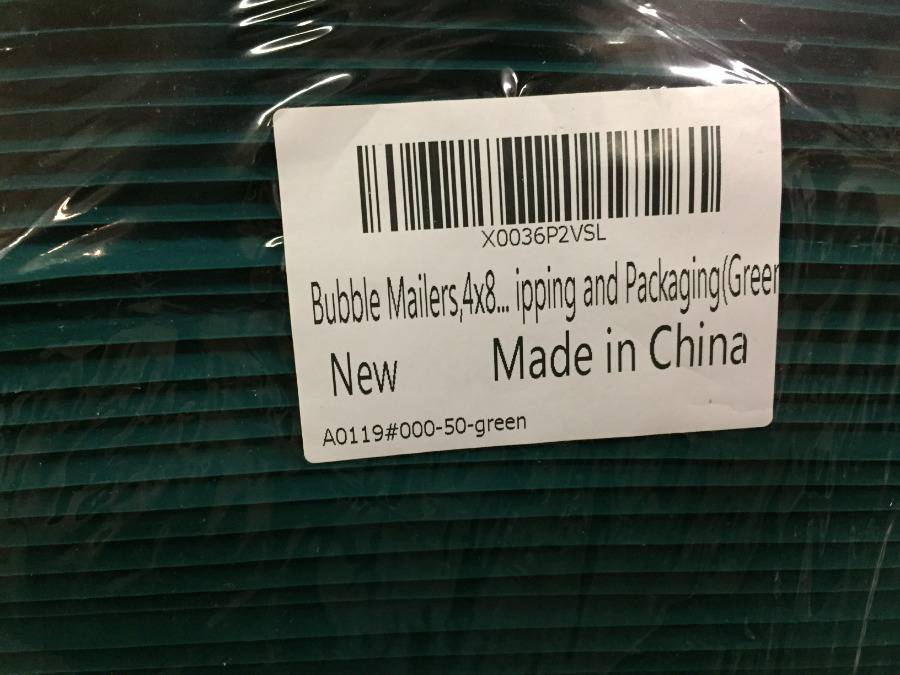 X0036P2VSL
Bubble Mailers,4x8... ipping and Packaging(Green
New Made in China
A0119#000-50-green